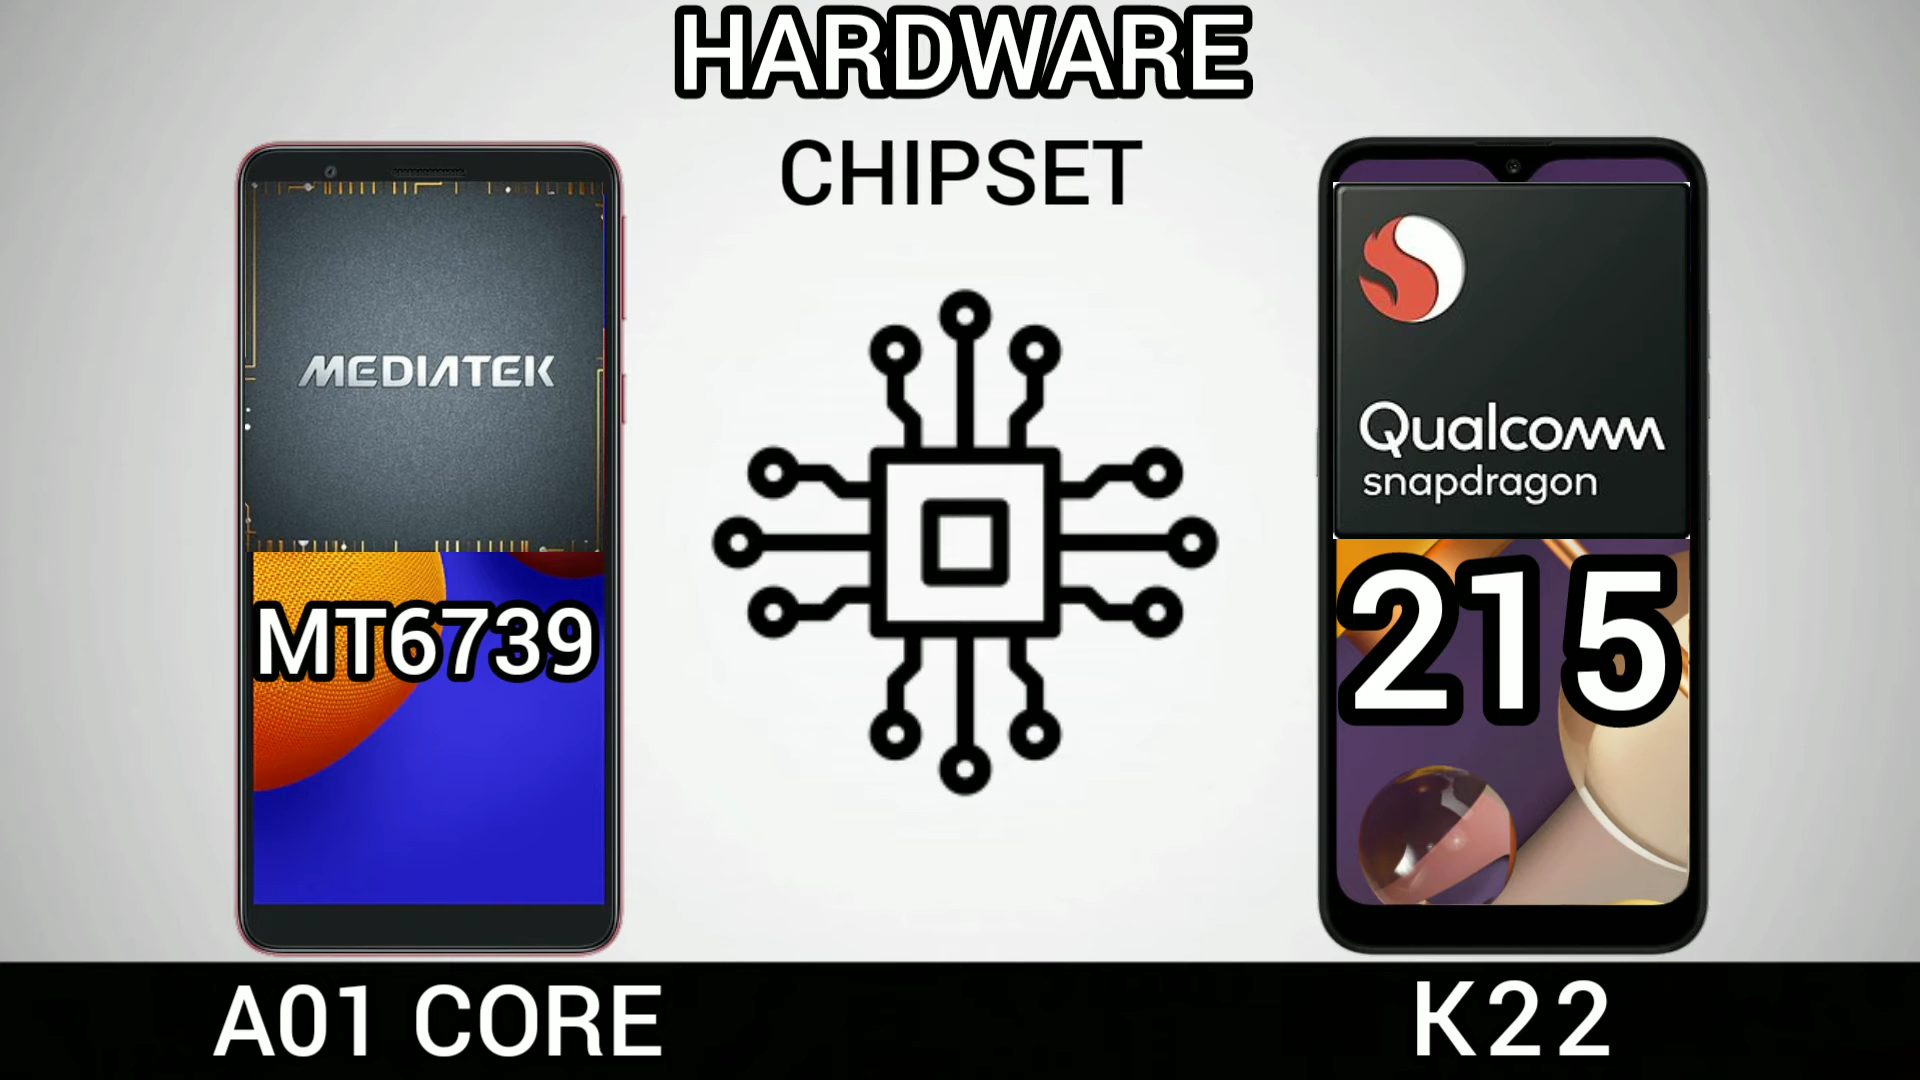 HARDWARE
CHIPSET
MEDIATEK
MT6739
Qualcomm
snapdragon
215
A01 CORE
K22